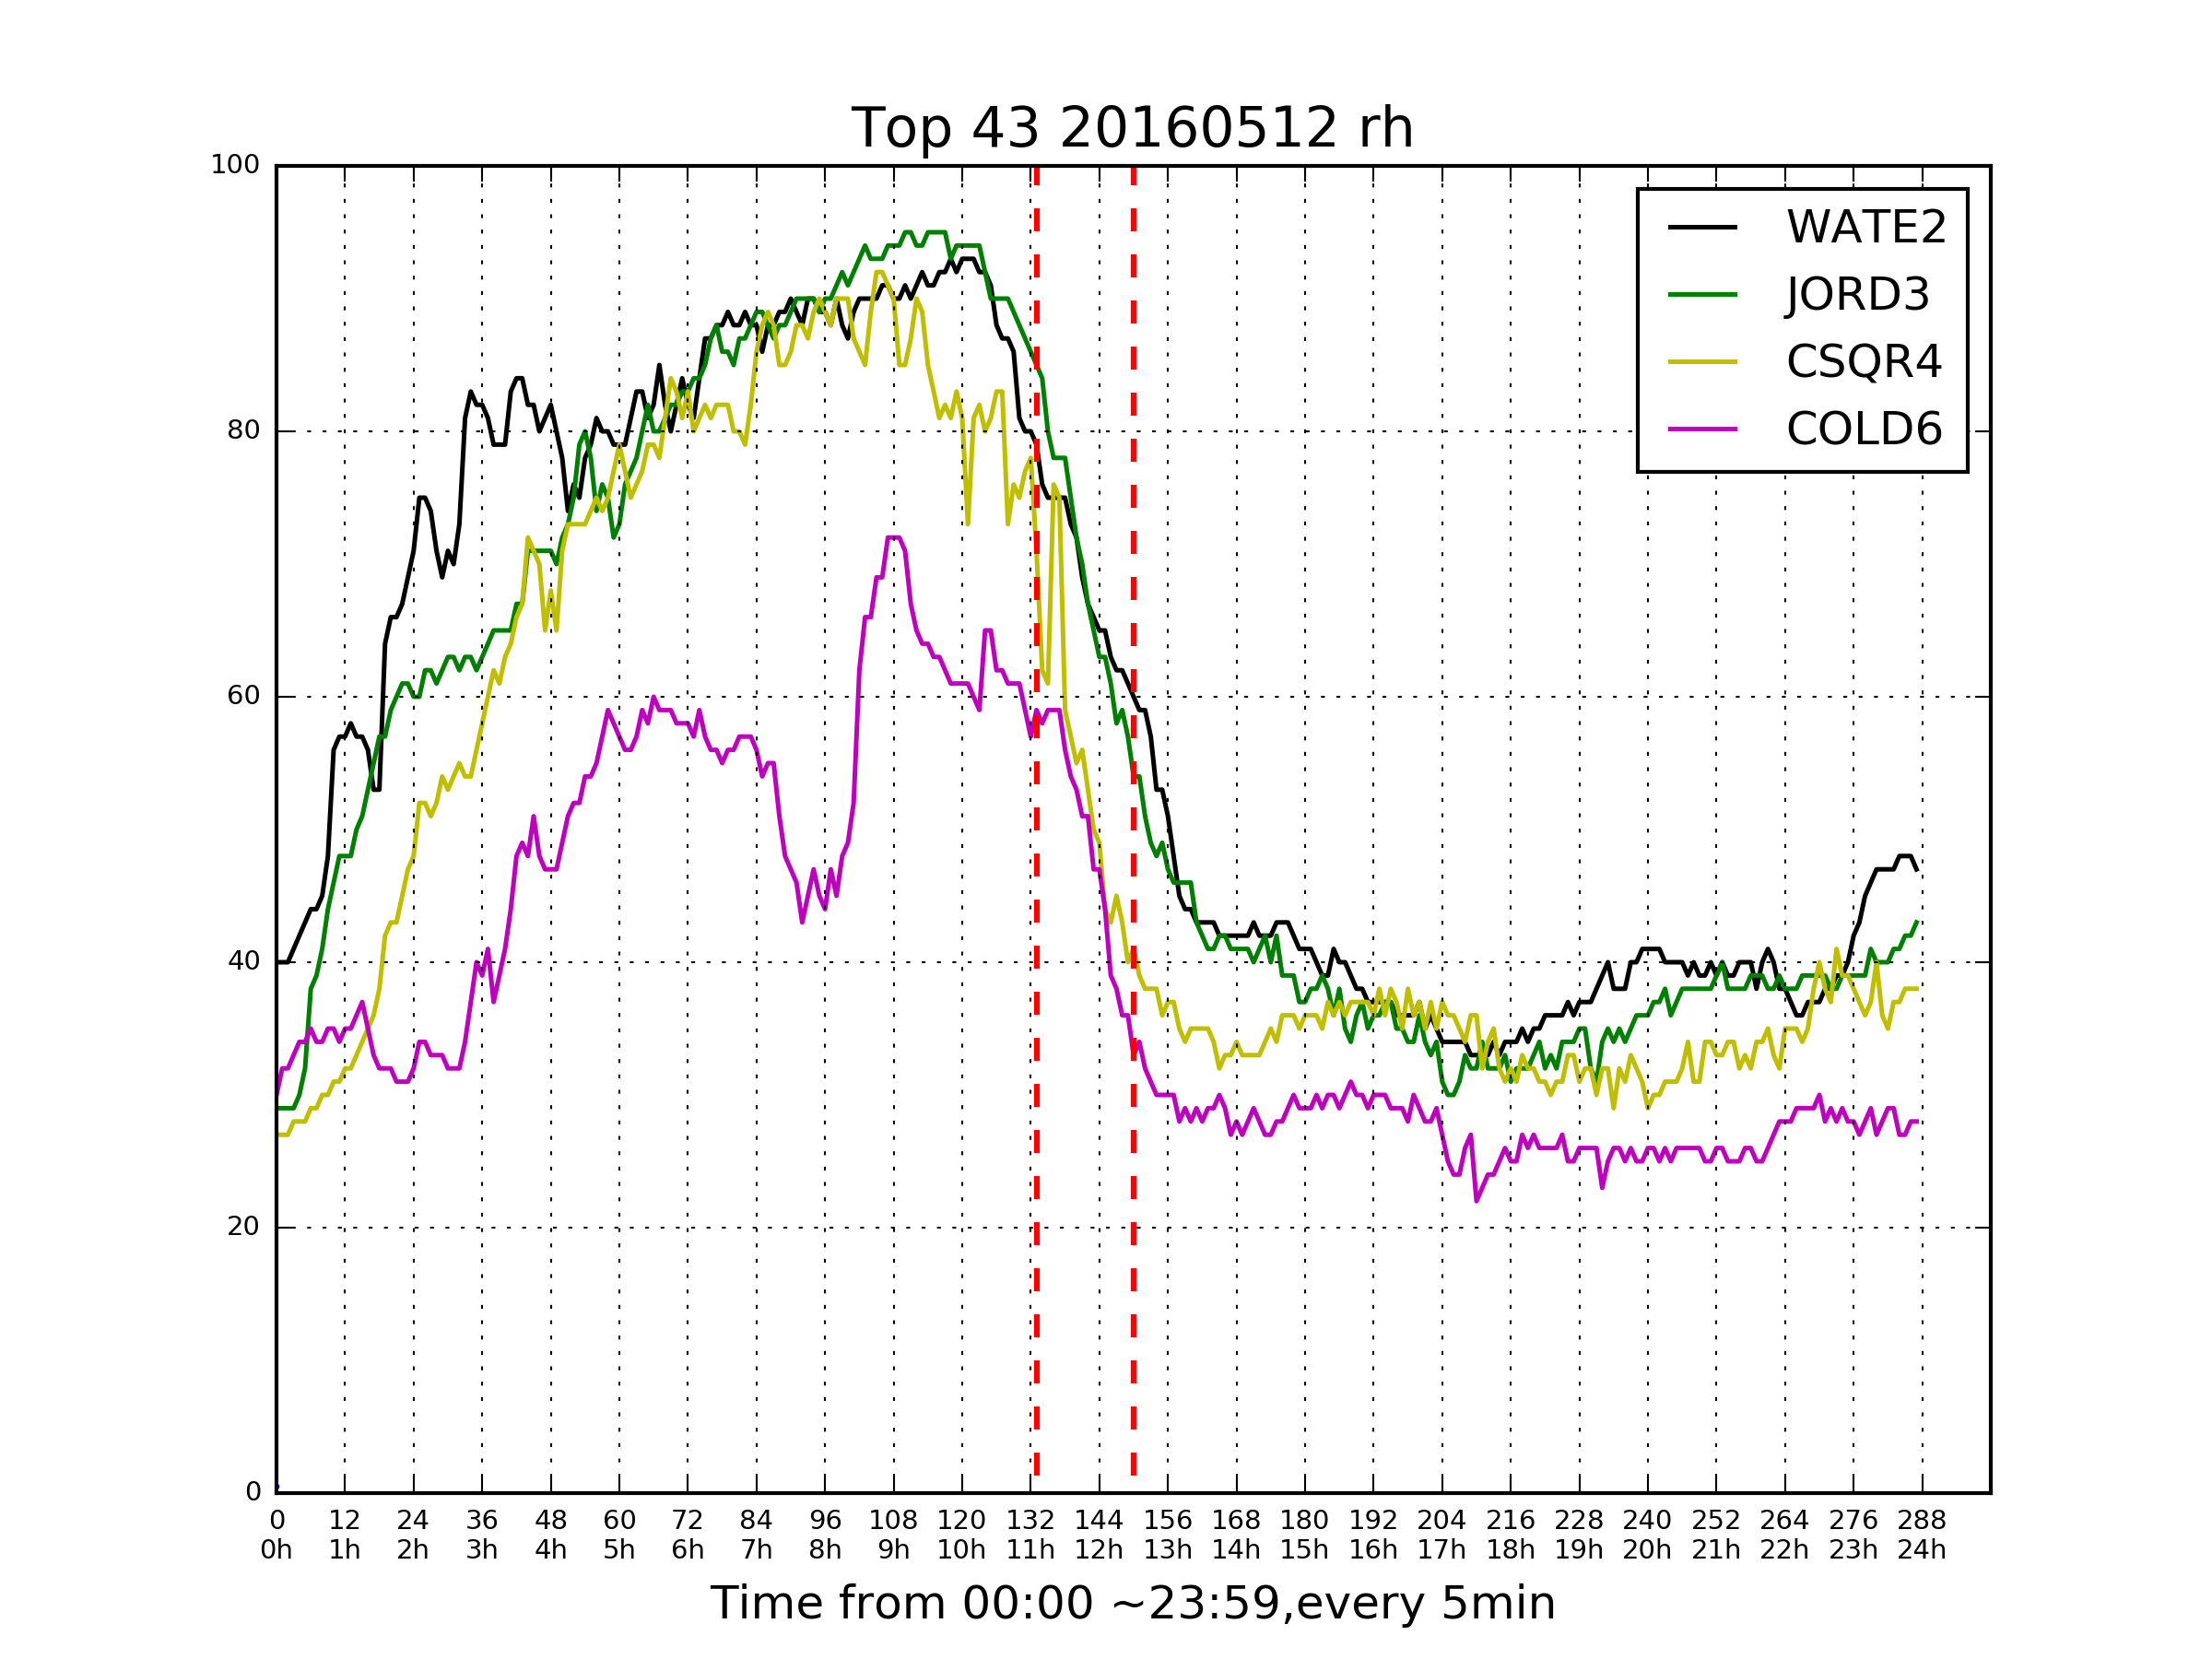 Top 43 20160512 rh
100
80
60
40
20
0
WATE2
JORD3
CSQR4
COLD6
0 12 24 36 48 60 72 84 96 108 120 132 144 156 168 180 192 204 216 228 240 252 264 276 288
0h 1h 2h 3h 4h 5h 6h 7h 8h 9h 10h 11h 12h 13h 14h 15h 16h 17h 18h 19h 20h 21h 22h 23h 24h
Time from 00:00 ~23:59,every 5min